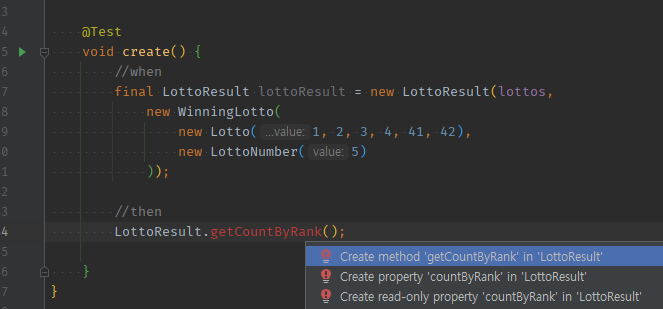 3
4 @Test
5 void create() {
6 //when
7 final LottoResult lottoResult = new LottoResult(lottos,
8 new WinningLotto(
9 new Lotto( ...value: 1, 2, 3, 4, 41, 42),
0 new LottoNumber( value: 5)
1 ));
2
3 //then
4 LottoResult.getCountByRank();
5
Create method 'getCountByRank' in 'LottoResult'
6 }
Create property 'countByRank' in 'LottoResult'
7 }
Create read-only property 'countByRank' in 'LottoResult'